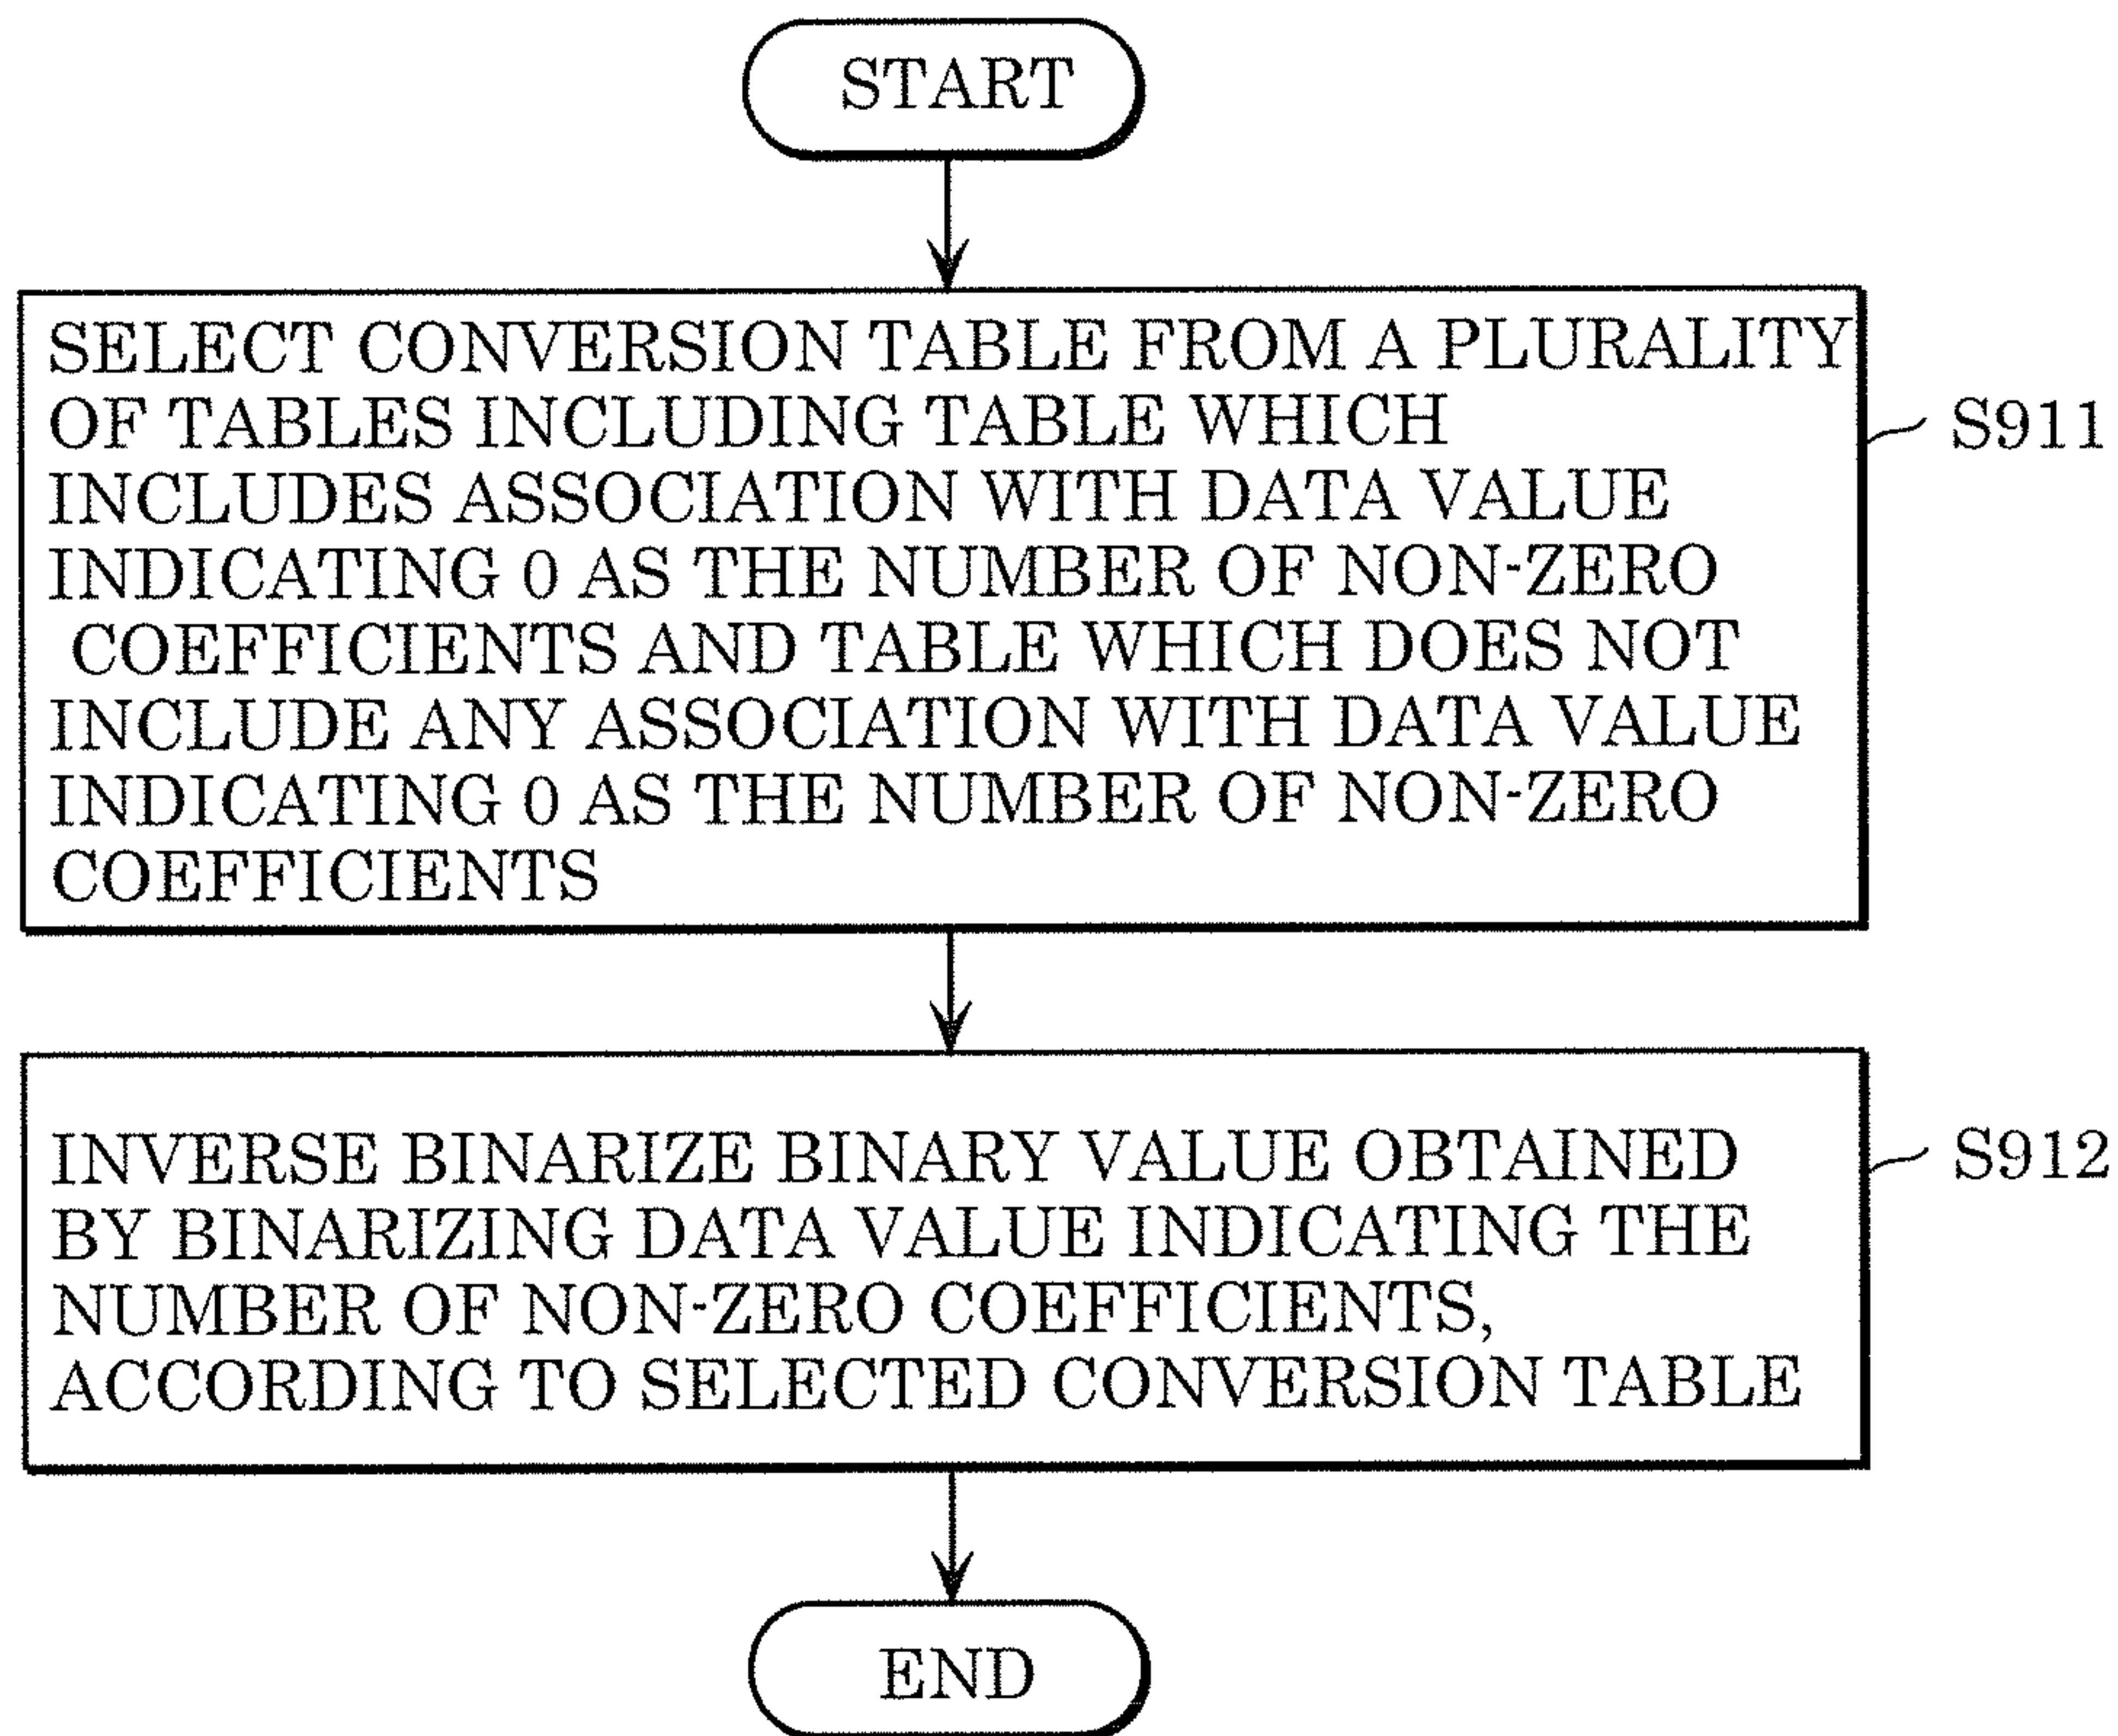 START
SELECT CONVERSION TABLE FROM A PLURALITY
OF TABLES INCLUDING TABLE WHICH
INCLUDES ASSOCIATION WITH DATA VALUE
INDICATING 0 AS THE NUMBER OF NON-ZERO
COEFFICIENTS AND TABLE WHICH DOES NOT
INCLUDE ANY ASSOCIATION WITH DATA VALUE
INDICATING 0 AS THE NUMBER OF NON-ZERO
COEFFICIENTS
S911
INVERSE BINARIZE BINARY VALUE OBTAINED
BY BINARIZING DATA VALUE INDICATING THE
NUMBER OF NON-ZERO COEFFICIENTS,
ACCORDING TO SELECTED CONVERSION TABLE
S912
END